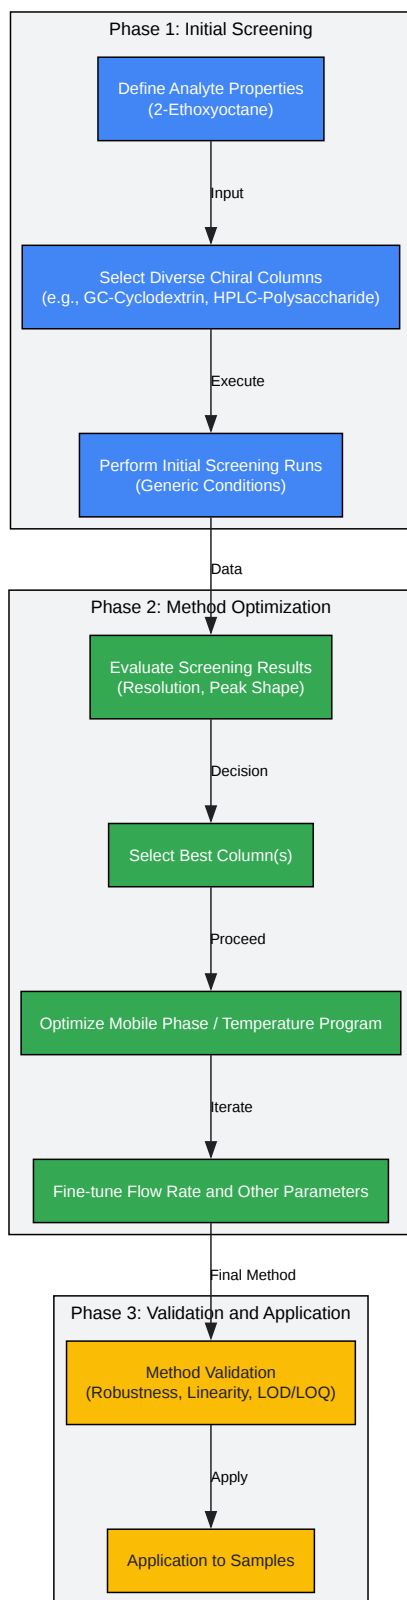 Phase 1: Initial Screening
Define Analyte Properties
(2-Ethoxyoctane)
Input
Select Diverse Chiral Columns
(e.g., GC-Cyclodextrin, HPLC-Polysaccharide)
Execute
Perform Initial Screening Runs
(Generic Conditions)
Data
Phase 2: Method Optimization
Evaluate Screening Results
(Resolution, Peak Shape)
Decision
Select Best Column(s)
Proceed
Optimize Mobile Phase / Temperature Program
Iterate
Fine-tune Flow Rate and Other Parameters
Final Method
Phase 3: Validation and Application
Method Validation
(Robustness, Linearity, LOD/LOQ)
Apply
Application to Samples